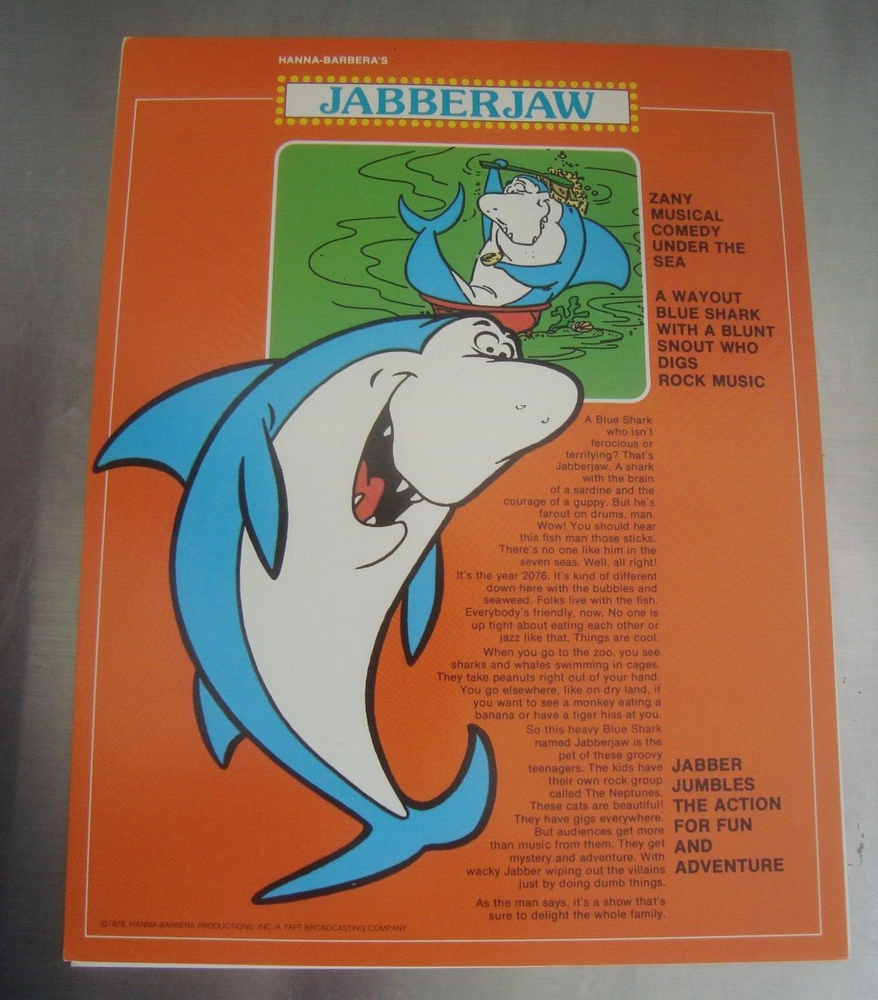 HANNA-BARBERA'S
JABBERJAW
ZANY
MUSICAL
COMEDY
UNDER THE
SEA
A WAYOUT
BLUE SHARK
WITH A BLUNT
SNOUT WHO
DIGS
ROCK MUSIC
A Blue Shark
who isn't
ferocious or
terrifying? That's
Jabberjaw. A shark
with the brain
of a sardine and the
courage of a guppy. But he's
farout on drums, man.
Wow! You should hear
this fish man those sticks.
There's no one like him in the
seven seas. Well, all right!
It's the year 2076. It's kind of different
down here with the bubbles and
seaweed. Folks live with the fish.
Everybody's friendly, now. No one is
up tight about eating each other or
jazz like that. Things are cool.
When you go to the zoo, you see
sharks and whales swimming in cages.
They take peanuts right out of your hand.
You go elsewhere, like on dry land, if
you want to see a monkey eating a
banana or have a tiger hiss at you.
So this heavy Blue Shark
named Jabberjaw is the
pet of these groovy
teenagers. The kids have
their own rock group
called The Neptunes.
These cats are beautiful!
They have gigs everywhere.
But audiences get more
than music from them. They get
mystery and adventure. With
wacky Jabber wiping out the villains
just by doing dumb things.
As the man says, it's a show that's
sure to delight the whole family.
JABBER
JUMBLES
THE ACTION
FOR FUN
AND
ADVENTURE
©1976, HANNA-BARBERA PRODUCTIONS, INC./A TAFT BROADCASTING COMPANY